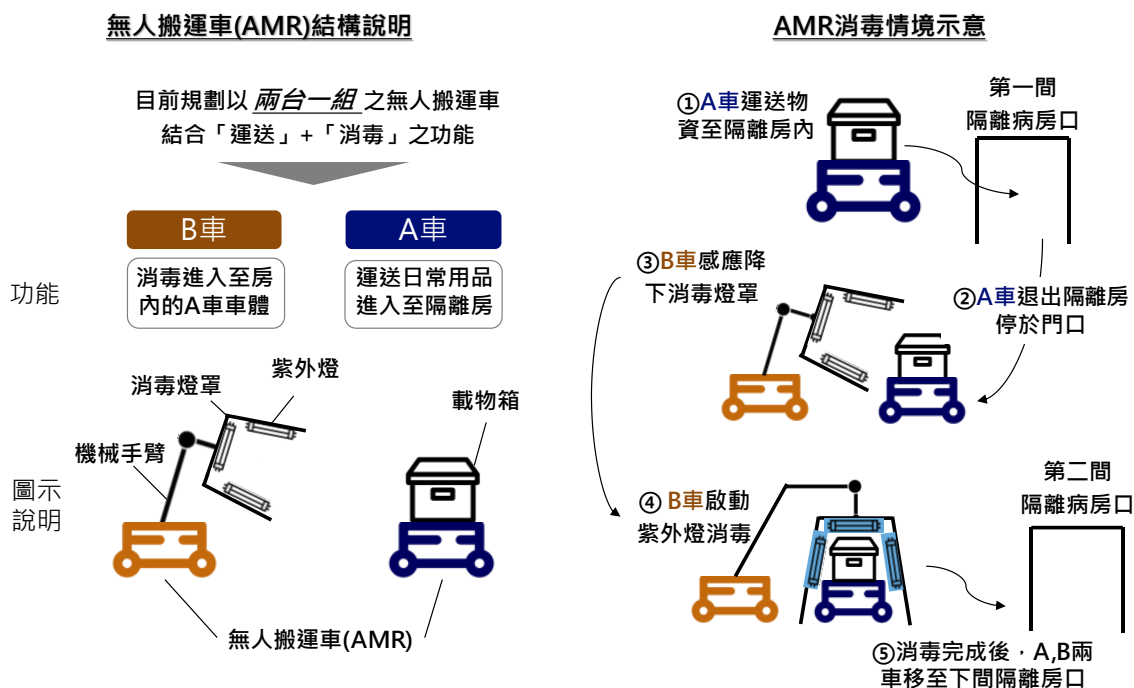 無人搬運車(AMR)結構說明
目前規劃以 兩台一組 之無人搬運車
結合「運送」+「消毒」之功能
B車
A車
功能
消毒進入至房
內的A車車體
運送日常用品
進入至隔離房
圖示
說明
消毒燈罩
紫外燈
機械手臂
載物箱
無人搬運車(AMR)
AMR消毒情境示意
①A車運送物
資至隔離房內
第一間
隔離病房口
②A車退出隔離房
停於門口
③B車感應降
下消毒燈罩
④ B車啟動
紫外燈消毒
第二間
隔離病房口
⑤消毒完成後，A,B兩
車移至下間隔離房口